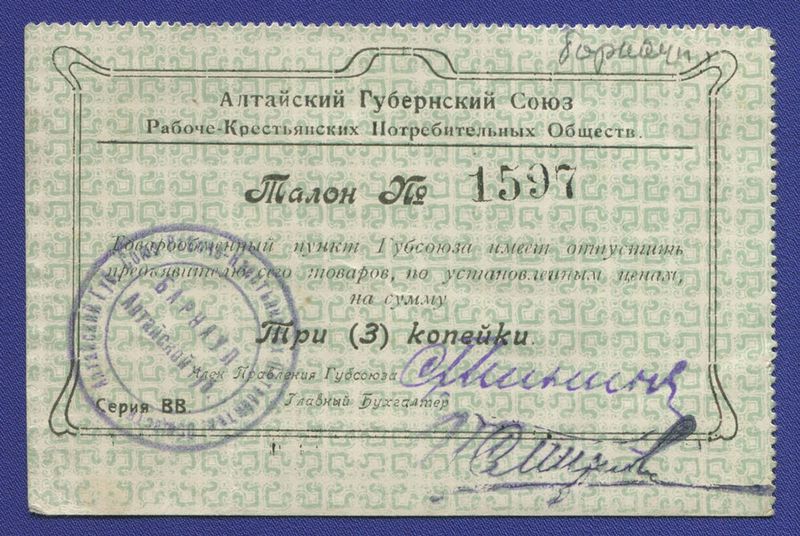 Алтайский Губернский Союз
Рабоче-Крестьянских Потребительных Обществ.
Талон № 1597
Товарообменный пункт Губсоюза имеет отпустить
предъявителю сего товаров, по установленным ценам,
на сумму
Три (3) копейки.
Член Правления Губсоюза
Серия ВВ. Главный Бухгалтер
БАРНАУЛ